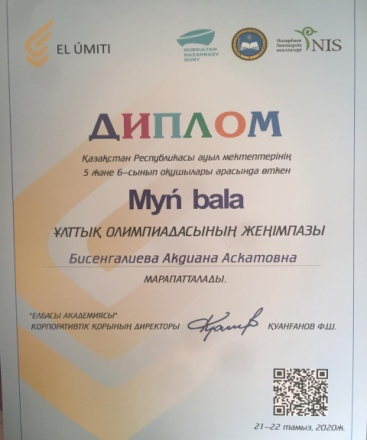 EL ÚMITI
NURSULTAN
NAZARBAYEV
QORY
Назарбаев
Зияткерлік
мектептері
NIS
ДИПЛОМ
Қазақстан Республикасы ауыл мектептерінің
5 және 6-сынып оқушылары арасында өткен
Myń bala
ҰЛТТЫҚ ОЛИМПИАДАСЫНЫҢ ЖЕҢІМПАЗЫ
Бисенгалиева Акдиана Аскатовна
МАРАПАТТАЛАДЫ.
"ЕЛБАСЫ АКАДЕМИЯСЫ"
КОРПОРАТИВТІК ҚОРЫНЫҢ ДИРЕКТОРЫ
ҚУАНҒАНОВ Ф.Ш.
21-22 тамыз, 2020ж.